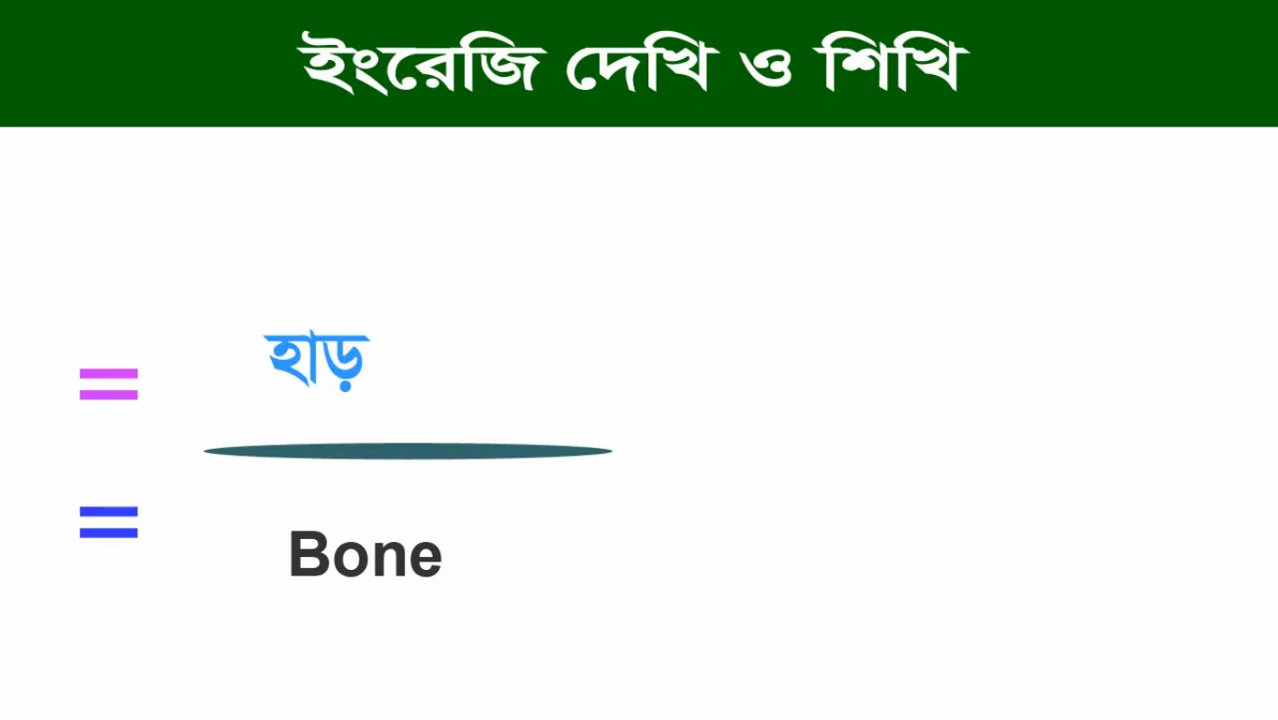 ইংরেজি দেখি ও শিখি
= হাড়
= Bone